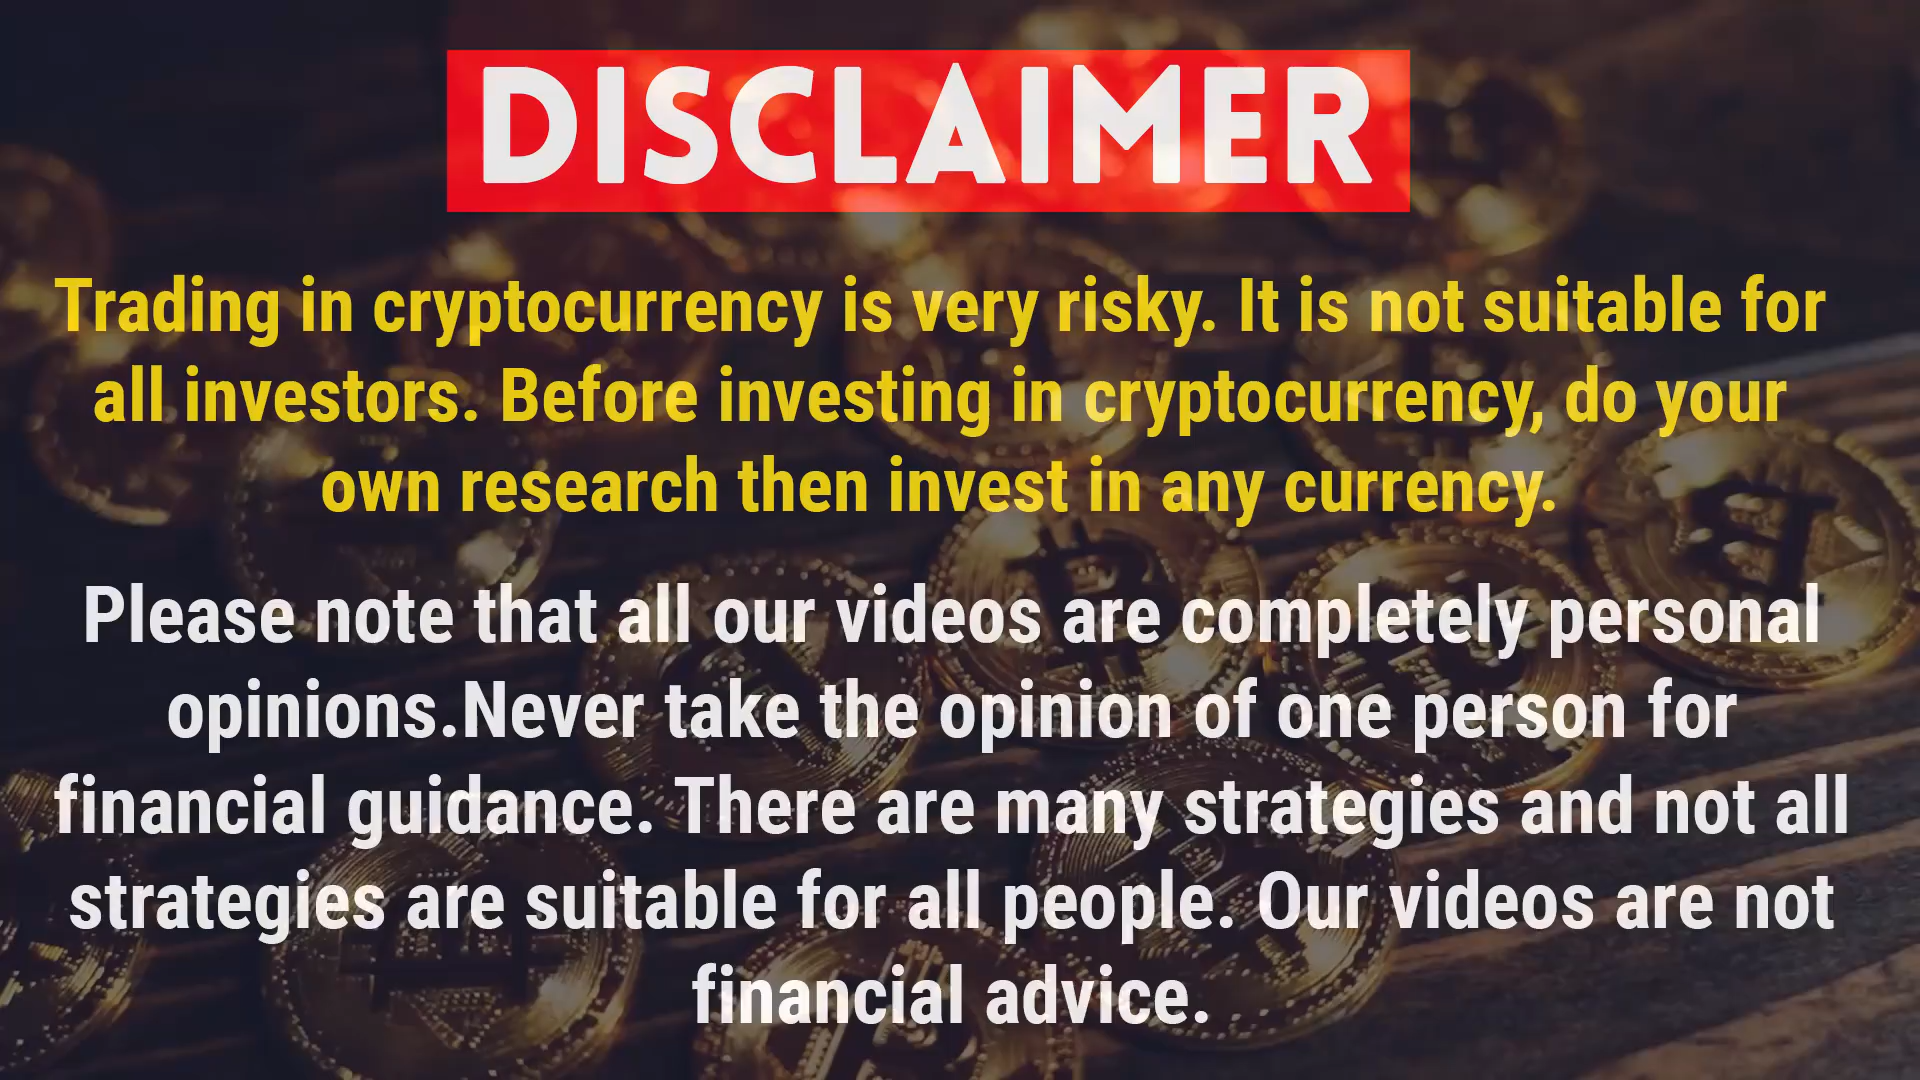 DISCLAIMER
Trading in cryptocurrency is very risky. It is not suitable for
all investors. Before investing in cryptocurrency, do your
own research then invest in any currency.
Please note that all our videos are completely personal
opinions.Never take the opinion of one person for
financial guidance. There are many strategies and not all
strategies are suitable for all people. Our videos are not
financial advice.